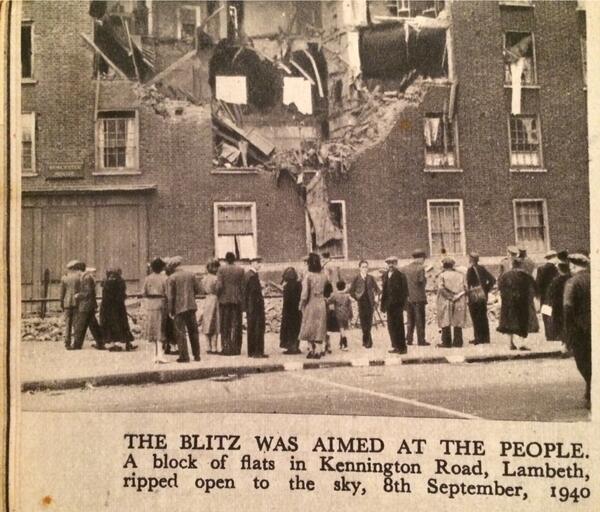 THE BLITZ WAS AIMED AT THE PEOPLE.
A block of flats in Kennington Road, Lambeth,
ripped open to the sky, 8th September, 1940